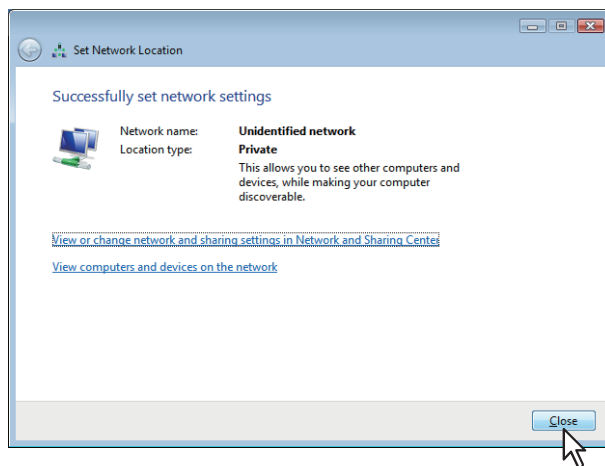 Set Network Location
Successfully set network settings
Network name: Unidentified network
Location type: Private
This allows you to see other computers and
devices, while making your computer
discoverable.
View or change network and sharing settings in Network and Sharing Center
View computers and devices on the network
Close